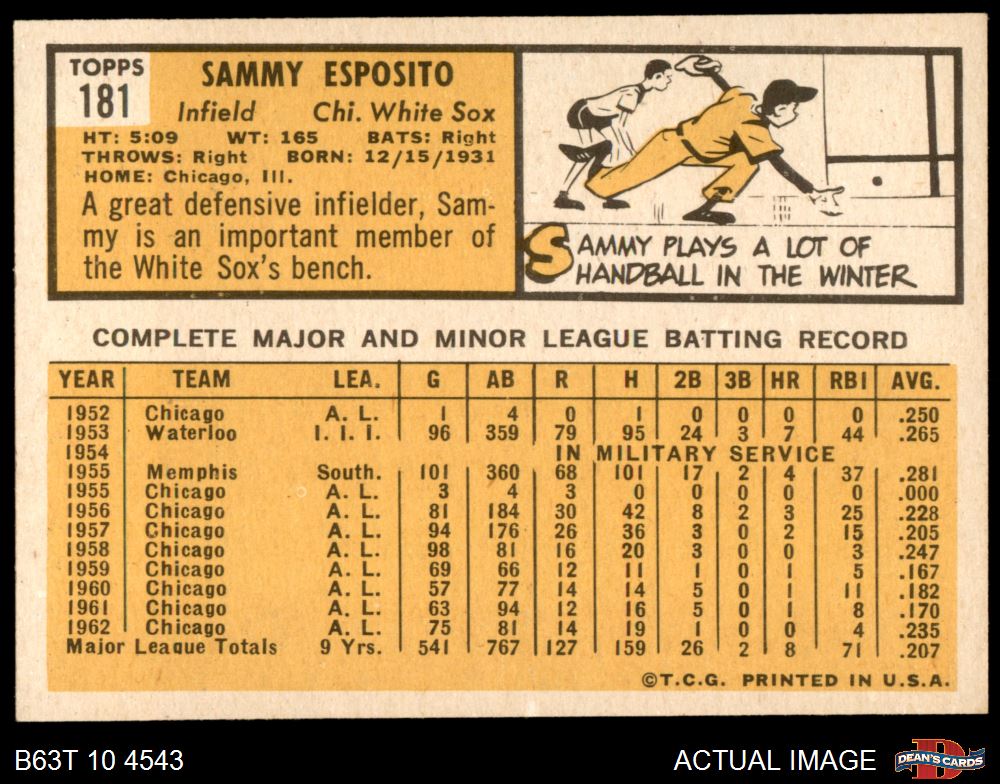 TOPPS
181
SAMMY ESPOSITO
Infield Chi. White Sox
HT: 5:09 WT: 165 BATS: Right
THROWS: Right BORN: 12/15/1931
HOME: Chicago, Ill.
A great defensive infielder, Sam-
my is an important member of
the White Sox's bench.
SAMMY PLAYS A LOT OF
HANDBALL IN THE WINTER
COMPLETE MAJOR AND MINOR LEAGUE BATTING RECORD
YEAR TEAM LEA. G AB R H 2B 3B HR RBI AVG.
1952 Chicago A. L. 1 4 0 1 0 0 0 0 .250
1953 Waterloo I. I. I. 96 359 79 95 24 3 7 44 .265
1954 IN MILITARY SERVICE
1955 Memphis South. 101 360 68 101 17 2 4 37 .281
1955 Chicago A. L. 3 4 3 0 0 0 0 0 .000
1956 Chicago A. L. 81 184 30 42 8 2 3 25 .228
1957 Chicago A. L. 94 176 26 36 3 0 2 15 .205
1958 Chicago A. L. 98 81 16 20 3 0 0 3 .247
1959 Chicago A. L. 69 66 12 11 1 0 1 5 .167
1960 Chicago A. L. 57 77 14 14 5 0 1 11 .182
1961 Chicago A. L. 63 94 12 16 5 0 1 8 .170
1962 Chicago A. L. 75 81 14 19 1 0 0 4 .235
Major League Totals 9 Yrs. 541 767 127 159 26 2 8 71 .207
©T.C.G. PRINTED IN U.S.A.
B63T 10 4543
ACTUAL IMAGE
DEAN'S CARDS